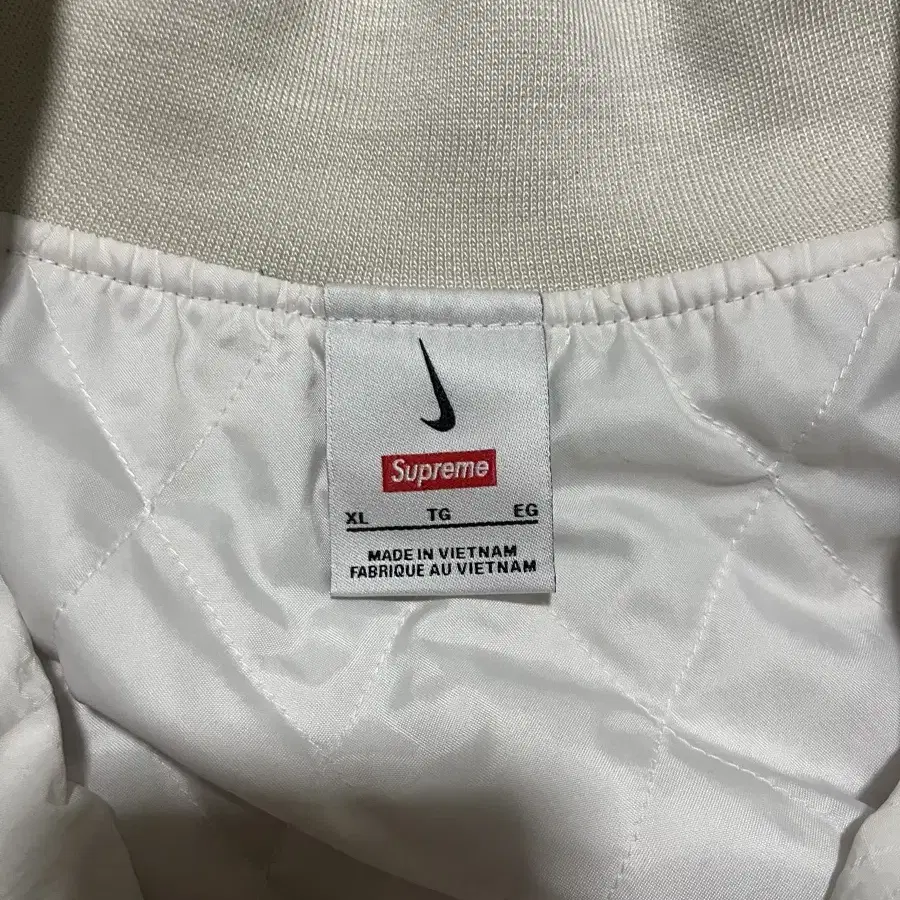 Supreme
XL TG EG
MADE IN VIETNAM
FABRIQUE AU VIETNAM